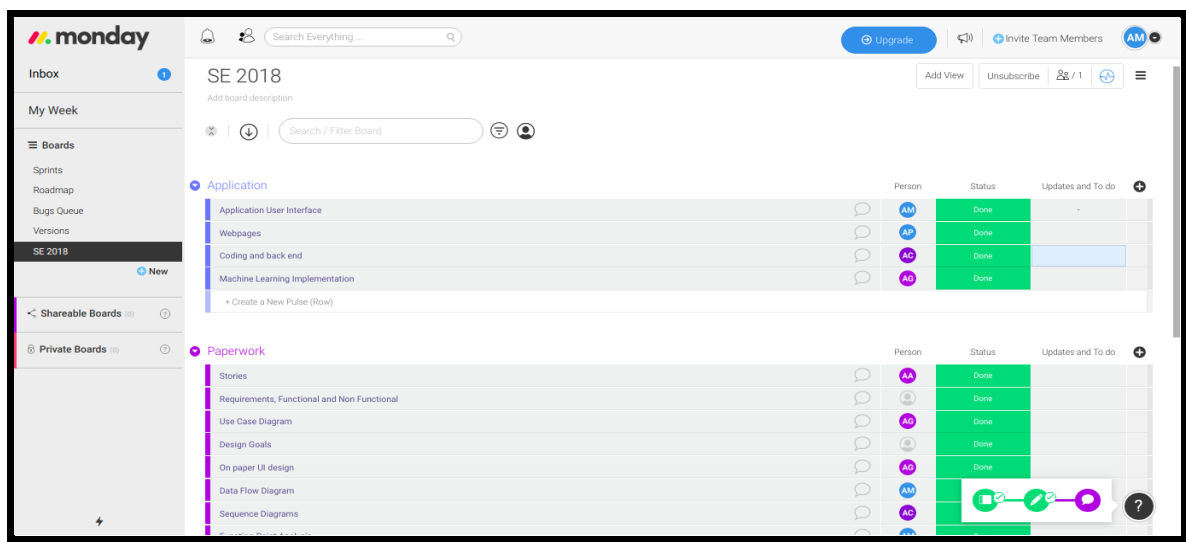 monday
Search Everything ...
Upgrade
Invite Team Members
AM
Inbox
1
My Week
Boards
Sprints
Roadmap
Bugs Queue
Versions
SE 2018
New
Shareable Boards (0)
?
Private Boards (0)
?
SE 2018
Add board description
Add View
Unsubscribe
/ 1
Search / Filter Board
Application
Person
Status
Updates and To do
Application User Interface
AM
Done
-
Webpages
AP
Done
Coding and back end
AC
Done
Machine Learning Implementation
AG
Done
+ Create a New Pulse (Row)
Paperwork
Person
Status
Updates and To do
Stories
AA
Done
Requirements, Functional and Non Functional
Done
Use Case Diagram
AG
Done
Design Goals
Done
On paper UI design
AG
Done
Data Flow Diagram
AM
Sequence Diagrams
AC
Function Point Analysis
?